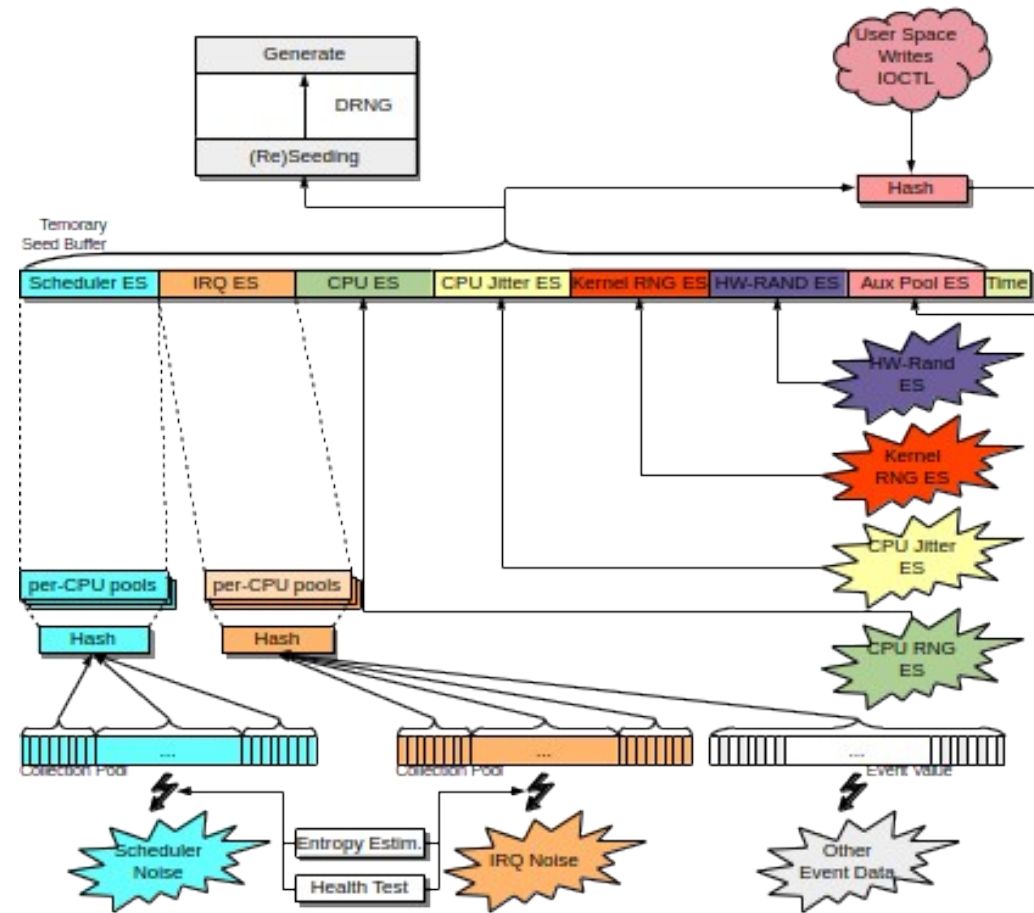 Generate
DRNG
(Re)Seeding
User Space
Writes
IOCTL
Hash
Temorary
Seed Buffer
Scheduler ES
IRQ ES
CPU ES
CPU Jitter ES
Kernel RNG ES
HW-RAND ES
Aux Pool ES
Time
HW-Rand
ES
Kernel
RNG ES
CPU Jitter
ES
CPU RNG
ES
per-CPU pools
per-CPU pools
Hash
Hash
...
...
...
Collection Pool
Collection Pool
Event Value
Scheduler
Noise
Entropy Estim.
Health Test
IRQ Noise
Other
Event Data